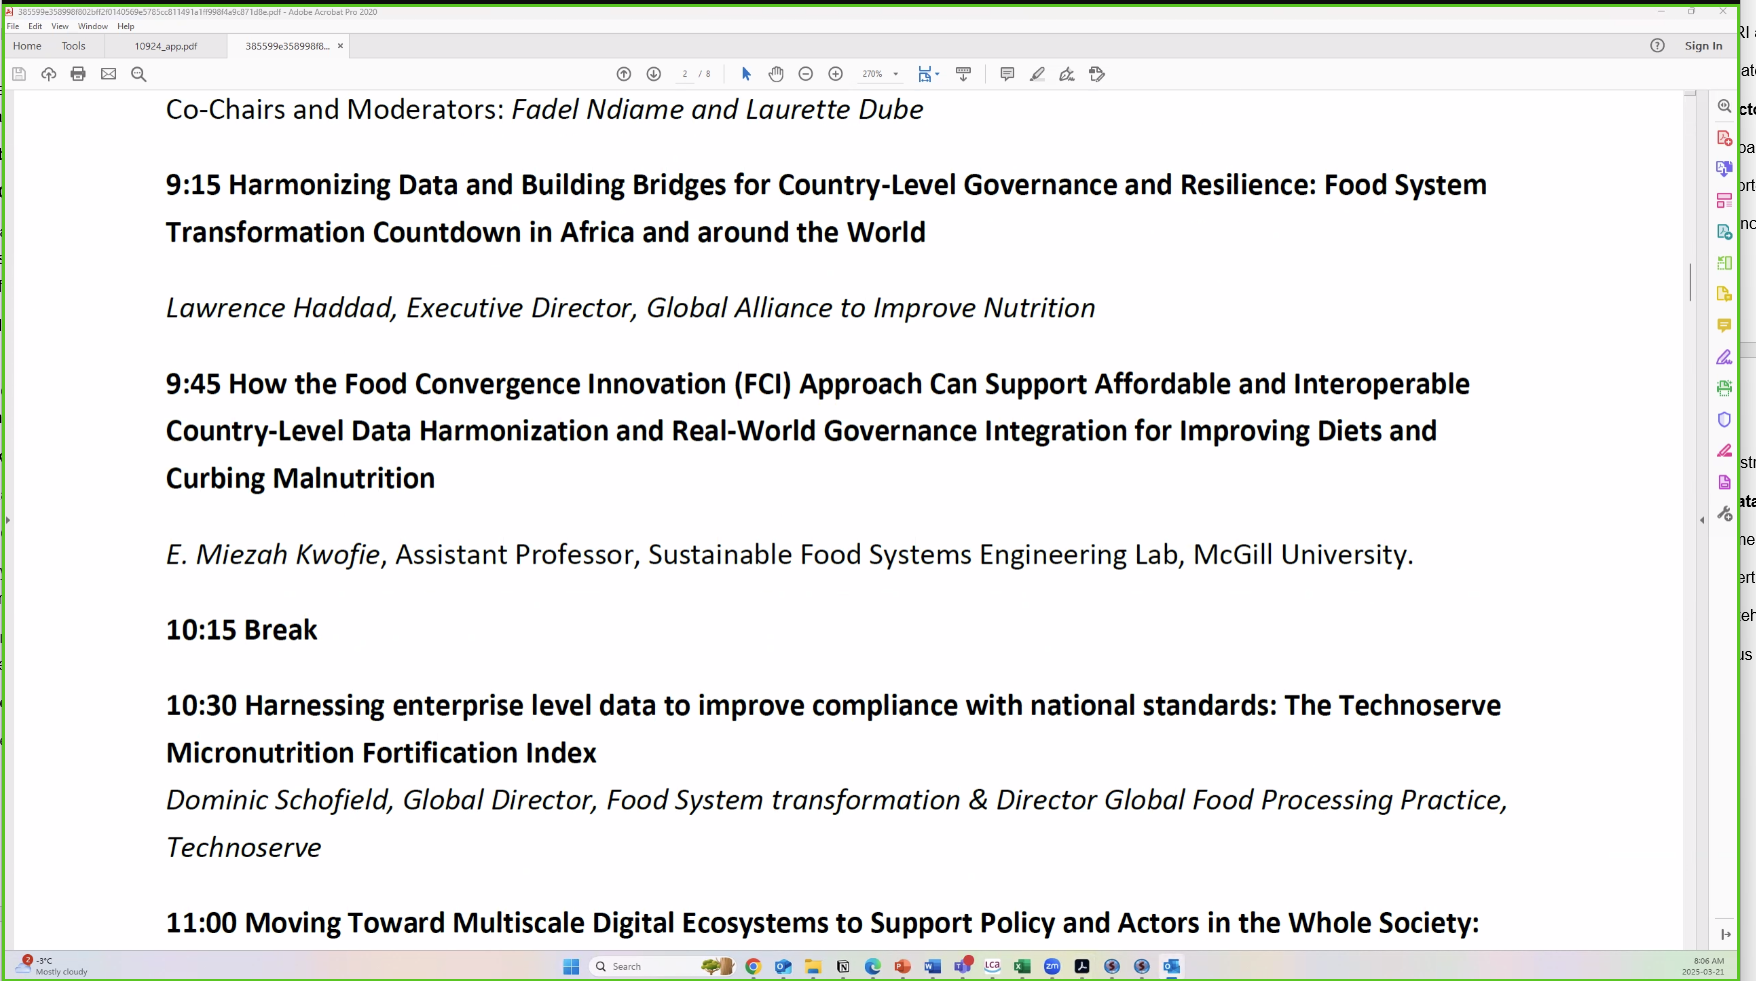 385599e358998f802bff2f0140569e5785cc811491a1ff998f4a9c871d8e.pdf - Adobe Acrobat Pro 2020
File Edit View Window Help
Home Tools 10924_app.pdf 385599e358998f8... × Sign In
2 / 8 270%
Co-Chairs and Moderators: Fadel Ndiame and Laurette Dube
9:15 Harmonizing Data and Building Bridges for Country-Level Governance and Resilience: Food System
Transformation Countdown in Africa and around the World
Lawrence Haddad, Executive Director, Global Alliance to Improve Nutrition
9:45 How the Food Convergence Innovation (FCI) Approach Can Support Affordable and Interoperable
Country-Level Data Harmonization and Real-World Governance Integration for Improving Diets and
Curbing Malnutrition
E. Miezah Kwofie, Assistant Professor, Sustainable Food Systems Engineering Lab, McGill University.
10:15 Break
10:30 Harnessing enterprise level data to improve compliance with national standards: The Technoserve
Micronutrition Fortification Index
Dominic Schofield, Global Director, Food System transformation & Director Global Food Processing Practice,
Technoserve
11:00 Moving Toward Multiscale Digital Ecosystems to Support Policy and Actors in the Whole Society:
2 -3°C
Mostly cloudy
Search
LCA
zm
8:06 AM
2025-03-21